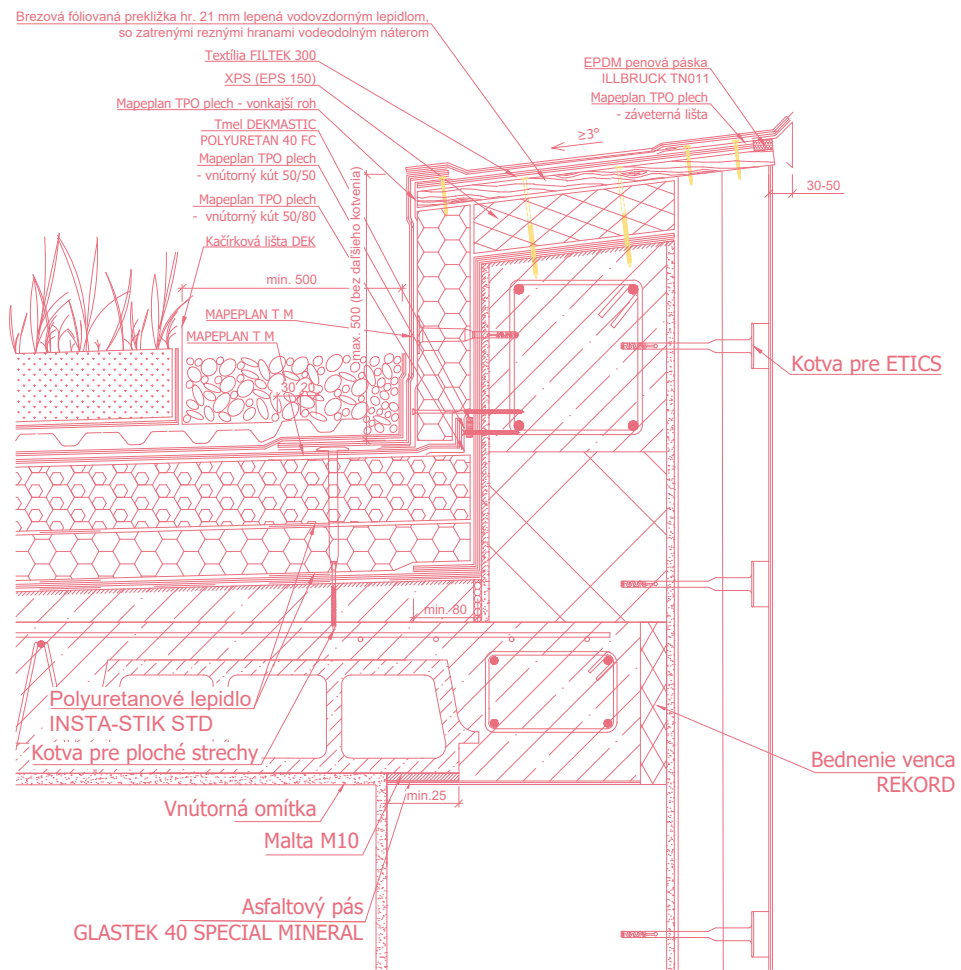 Brezová fóliovaná prekližka hr. 21 mm lepená vodovzdorným lepidlom,
so zatrenými reznými hranami vodeodolným náterom
Textília FILTEK 300
XPS (EPS 150)
Mapeplan TPO plech - vonkajší roh
Tmel DEKMASTIC
POLYURETAN 40 FC
Mapeplan TPO plech
- vnútorný kút 50/50
Mapeplan TPO plech
- vnútorný kút 50/80
Kačírková lišta DEK
EPDM penová páska
ILLBRUCK TN011
Mapeplan TPO plech
- záveterná lišta
≥3°
30-50
min. 500
max. 500 (bez ďalšieho kotvenia)
MAPEPLAN T M
MAPEPLAN T M
30 20
Kotva pre ETICS
min. 80
Polyuretanové lepidlo
INSTA-STIK STD
Kotva pre ploché strechy
Bednenie venca
REKORD
min.25
Vnútorná omítka
Malta M10
Asfaltový pás
GLASTEK 40 SPECIAL MINERAL